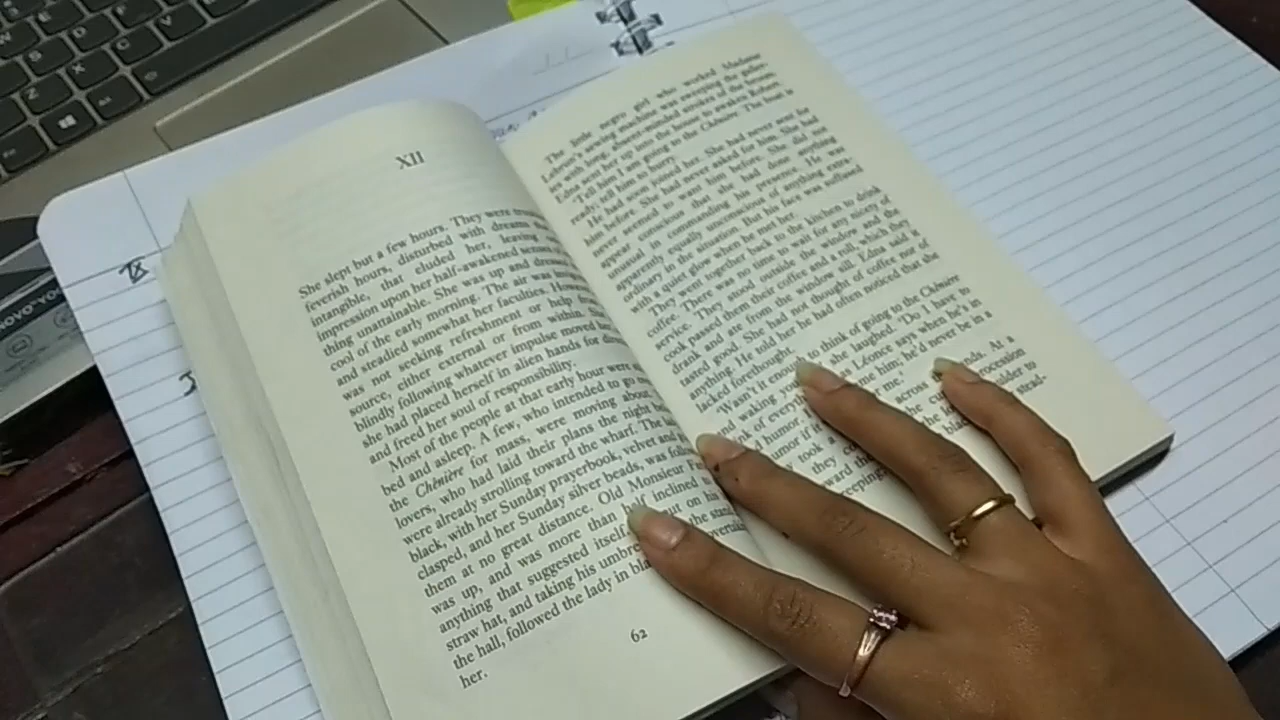 XII
She slept but a few hours. They were
feverish hours, disturbed with dreams
intangible, that eluded her, leaving
impression upon her half-awakened
thing unattainable. She was up and
cool of the early morning. The air was
and steadied somewhat her faculties.
was not seeking refreshment or help
source, either external or from within.
blindly following whatever impulse moved
she had placed herself in alien hands for
and freed her soul of responsibility.
Most of the people at that early hour were
bed and asleep. A few, who intended to go
the Chênière for mass, were moving about.
lovers, who had laid their plans the night
were already strolling toward the wharf. The
black, with her Sunday prayerbook, velvet and
clasped, and her Sunday silver beads, was
them at no great distance. Old Monsieur
was up, and was more than half inclined
anything that suggested itself. on his
straw hat, and taking his
the hall, followed the lady in
her.
62
The little negro girl who worked Madame
Lebrun's sewing machine was sweeping the galler-
ies with long, absent-minded strokes of the broom.
Edna sent her up into the house to awaken Robert.
'Tell him I am going to the Chênière. The boat is
ready; tell him to hurry.'
He had soon joined her. She had never sent for
him before. She had never asked for him. She had
never seemed to want him before. She did not
appear conscious that she had done anything
unusual in commanding his presence. He was
apparently equally unconscious of anything extra-
ordinary in the situation. But his face was suffused
with a quiet glow when he met her.
They went together back to the kitchen to drink
coffee. There was no time to wait for any nicety of
service. They stood outside the window and the
cook passed them their coffee and a roll, which they
drank and ate from the window sill. Edna said it
tasted good. She had not thought of coffee nor of
anything. He told her he had often noticed that she
lacked forethought.
'Wasn't it enough to think of going to the Chênière
and waking you she laughed. 'Do I have to
of as Léonce says when he's in
humor he'd never be in a
humor if me.'
took a across At a
they